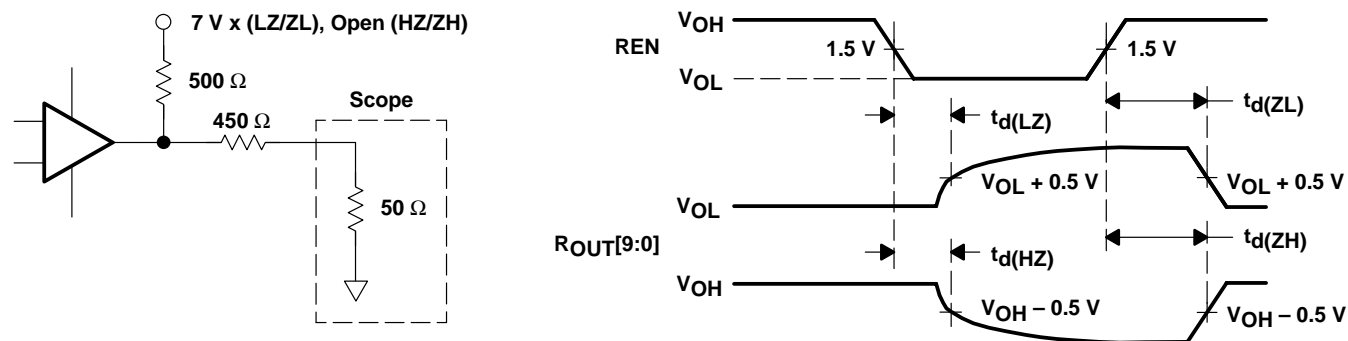 7 V x (LZ/ZL), Open (HZ/ZH)
500 Ω
450 Ω
Scope
50 Ω
REN
VOH
VOL
1.5 V
1.5 V
td(LZ)
td(ZL)
VOL + 0.5 V
VOL + 0.5 V
VOL
ROUT[9:0]
td(HZ)
td(ZH)
VOH
VOH – 0.5 V
VOH – 0.5 V